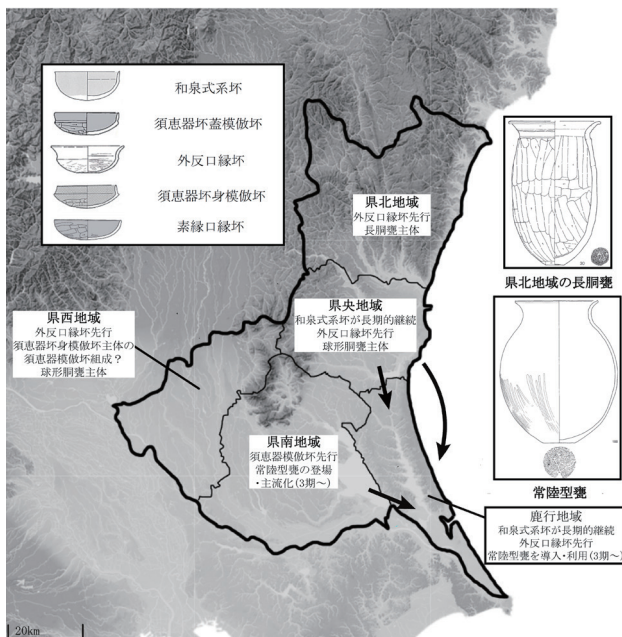 和泉式系坏
須恵器坏蓋模倣坏
外反口縁坏
須恵器坏身模倣坏
素縁口縁坏
県北地域
外反口縁坏先行
長胴甕主体
県北地域の長胴甕
県央地域
和泉式系坏が長期的継続
外反口縁坏先行
球形胴甕主体
県西地域
外反口縁坏先行
須恵器坏身模倣坏主体の
須恵器模倣坏組成?
球形胴甕主体
県南地域
須恵器模倣坏先行
常陸型甕の登場
・主流化(3期～)
常陸型甕
鹿行地域
和泉式系坏が長期的継続
外反口縁坏先行
常陸型甕を導入・利用(3期～)
20km